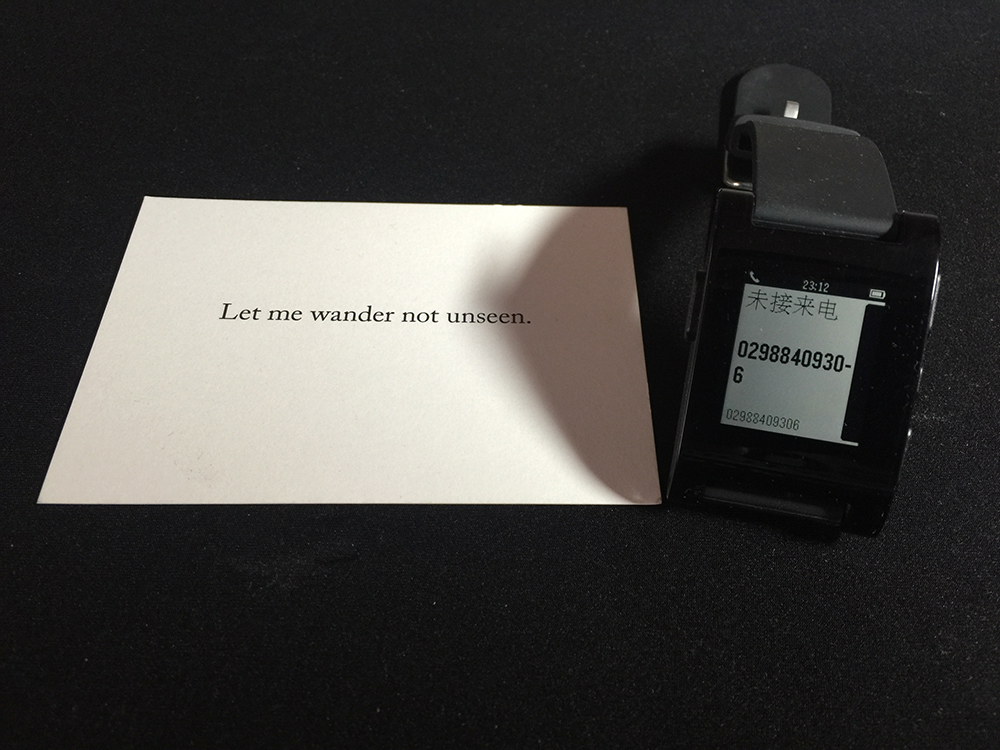 Let me wander not unseen.
23:12
未接来电
0298840930-
6
02988409306